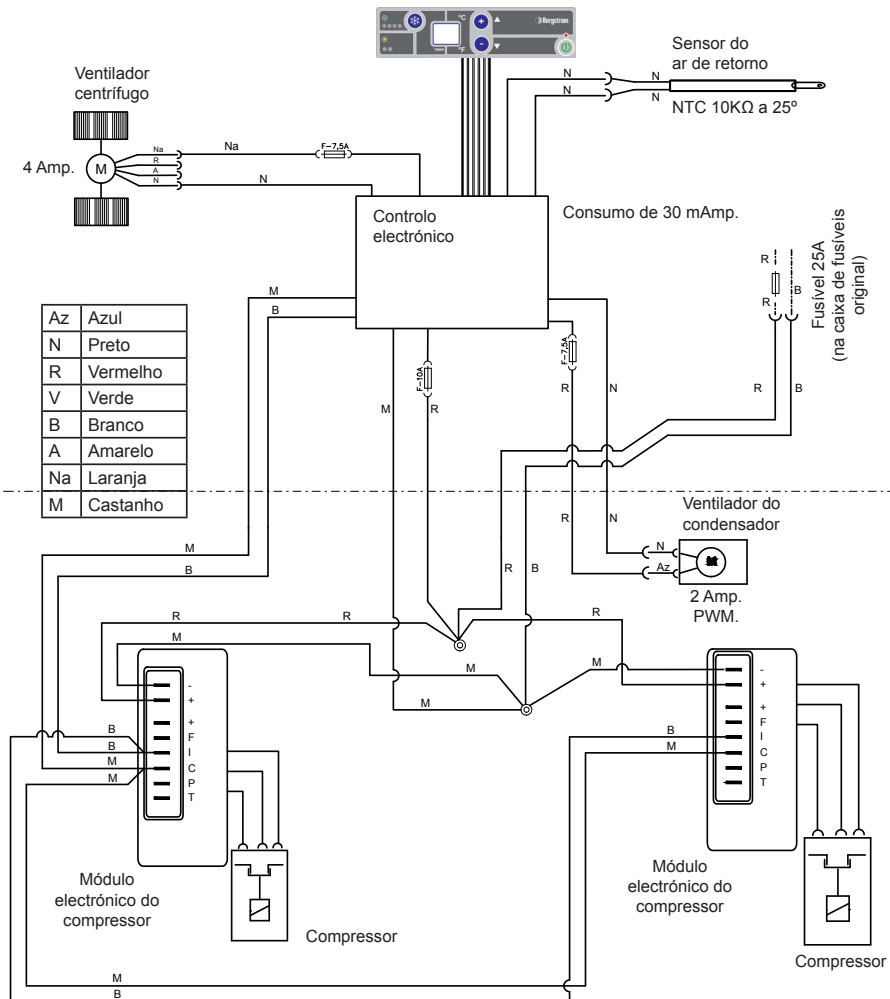 °C
Bergstrom
°F
TEMP
Ventilador
centrífugo
4 Amp.
M
Na
R
A
N
Na
N
F-7,5A
N
N
N
N
Sensor do
ar de retorno
NTC 10KΩ a 25º
Controlo
electrónico
Consumo de 30 mAmp.
R
R
B
Fusível 25A
(na caixa de fusíveis
original)
M
B
Az Azul
N Preto
R Vermelho
V Verde
B Branco
A Amarelo
Na Laranja
M Castanho
F-10A
M
R
F-7,5A
R
N
R
B
M
B
R
N
Ventilador do
condensador
N
Az
M
2 Amp.
PWM.
R
B
R
R
R
M
M
M
M
-
+
+
F
I
C
P
T
B
B
M
M
-
+
+
F
I
C
P
T
B
M
Módulo
electrónico do
compressor
Compressor
Módulo
electrónico do
compressor
Compressor
M
B